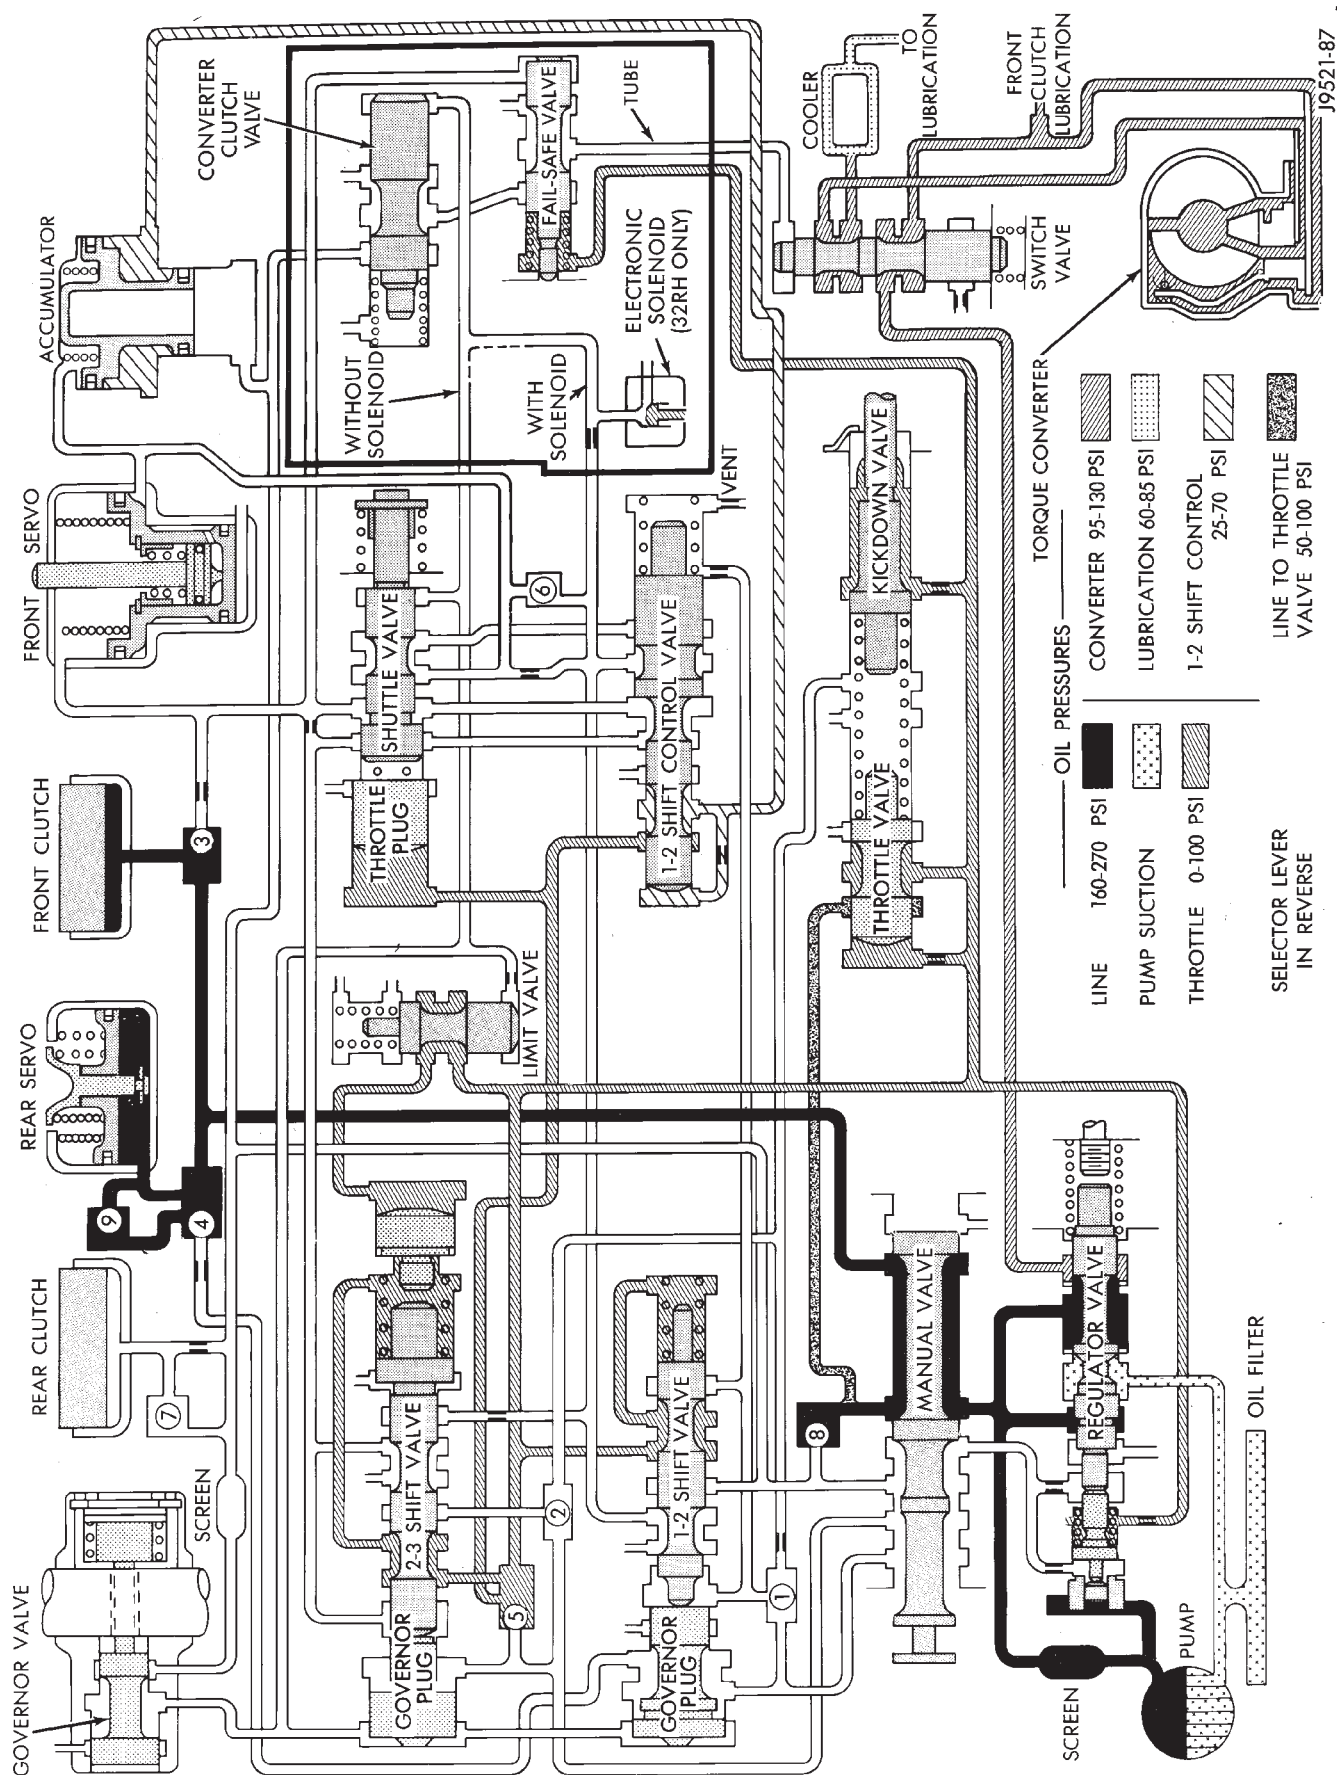 GOVERNOR VALVE
SCREEN
REAR CLUTCH
7
9
4
REAR SERVO
FRONT CLUTCH
3
FRONT SERVO
ACCUMULATOR
CONVERTER
CLUTCH
VALVE
GOVERNOR
PLUG
2-3 SHIFT VALVE
5
2
LIMIT VALVE
THROTTLE
PLUG
SHUTTLE VALVE
6
WITHOUT
SOLENOID
WITH
SOLENOID
FAIL-SAFE VALVE
ELECTRONIC
SOLENOID
(32RH ONLY)
TUBE
GOVERNOR
PLUG
1-2 SHIFT VALVE
1
8
1-2 SHIFT CONTROL VALVE
VENT
COOLER
TO
LUBRICATION
FRONT
CLUTCH
LUBRICATION
SWITCH
VALVE
MANUAL VALVE
THROTTLE VALVE
KICKDOWN VALVE
TORQUE CONVERTER
REGULATOR VALVE
SCREEN
PUMP
OIL FILTER
OIL PRESSURES
LINE 160-270 PSI
PUMP SUCTION
THROTTLE 0-100 PSI
CONVERTER 95-130 PSI
LUBRICATION 60-85 PSI
1-2 SHIFT CONTROL
25-70 PSI
LINE TO THROTTLE
VALVE 50-100 PSI
SELECTOR LEVER
IN REVERSE
J9521-87